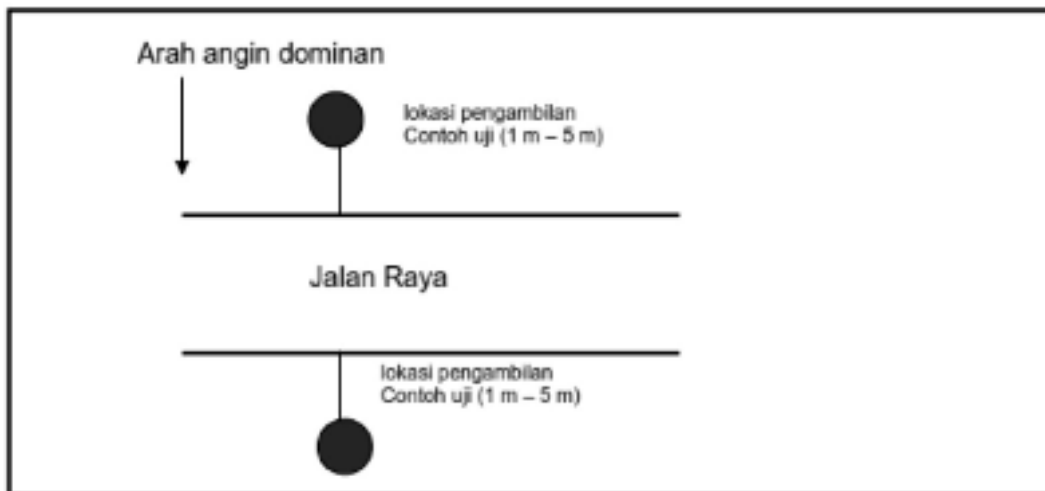 Arah angin dominan
lokasi pengambilan
Contoh uji (1 m – 5 m)
Jalan Raya
lokasi pengambilan
Contoh uji (1 m – 5 m)